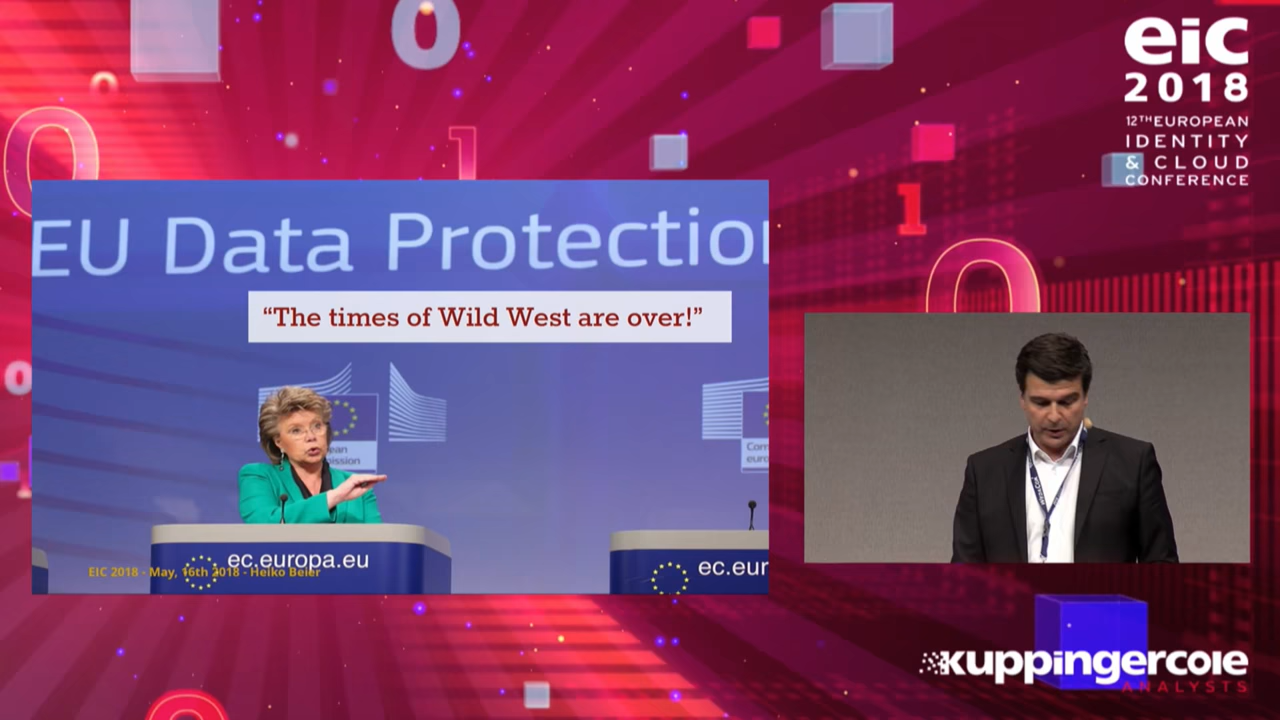 eic
2018
12TH EUROPEAN
IDENTITY
& CLOUD
CONFERENCE
EU Data Protection
“The times of Wild West are over!”
ec.europa.eu
ec.eur
EIC 2018 - May, 16th 2018 - Heiko Beier
kuppingercole
ANALYSTS